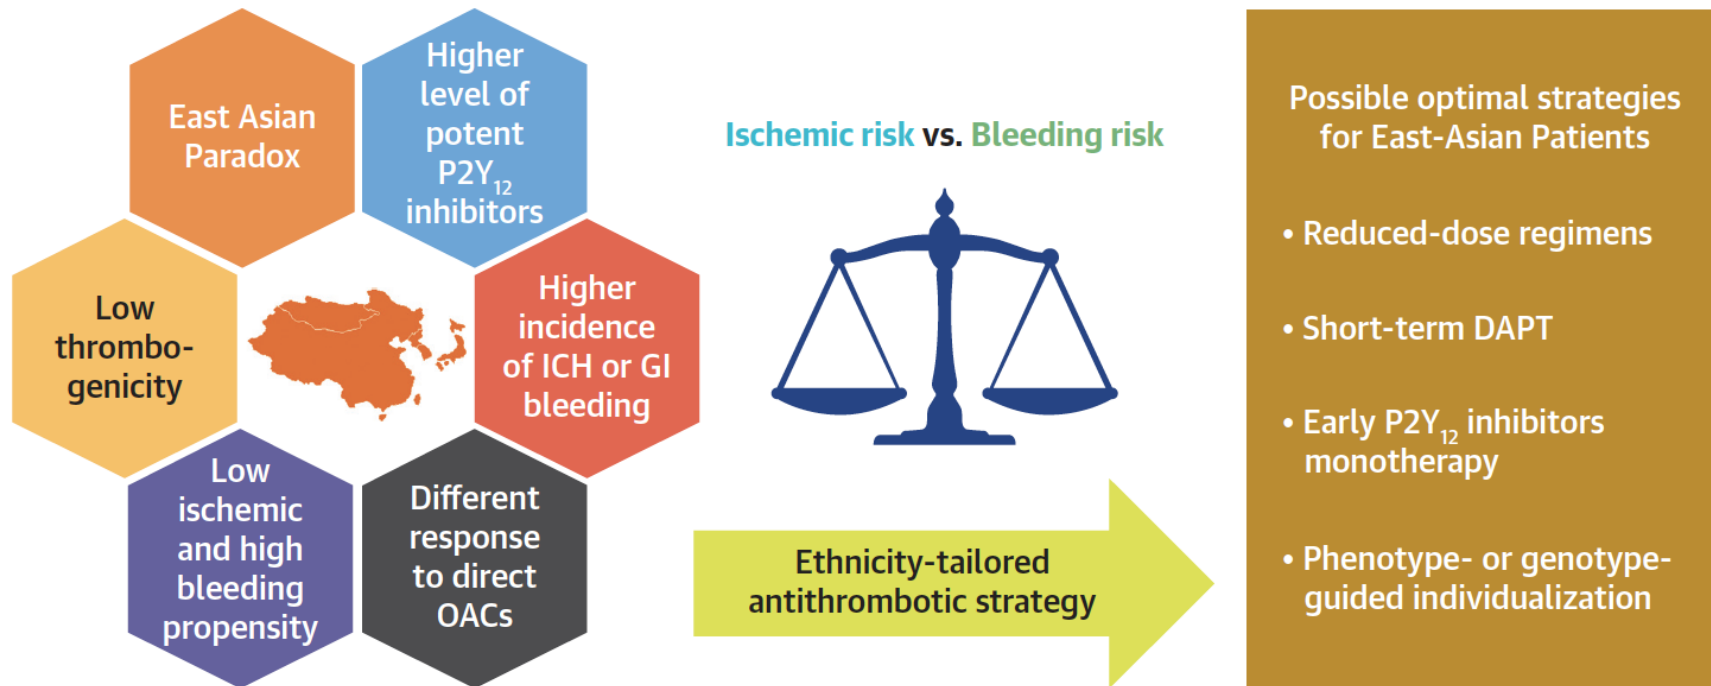 East Asian
Paradox
Higher
level of
potent
P2Y₁₂
inhibitors
Low
thrombo-
genicity
Higher
incidence
of ICH or GI
bleeding
Low
ischemic
and high
bleeding
propensity
Different
response
to direct
OACs
Ischemic risk vs. Bleeding risk
Ethnicity-tailored
antithrombotic strategy
Possible optimal strategies
for East-Asian Patients
• Reduced-dose regimens
• Short-term DAPT
• Early P2Y₁₂ inhibitors
monotherapy
• Phenotype- or genotype-
guided individualization